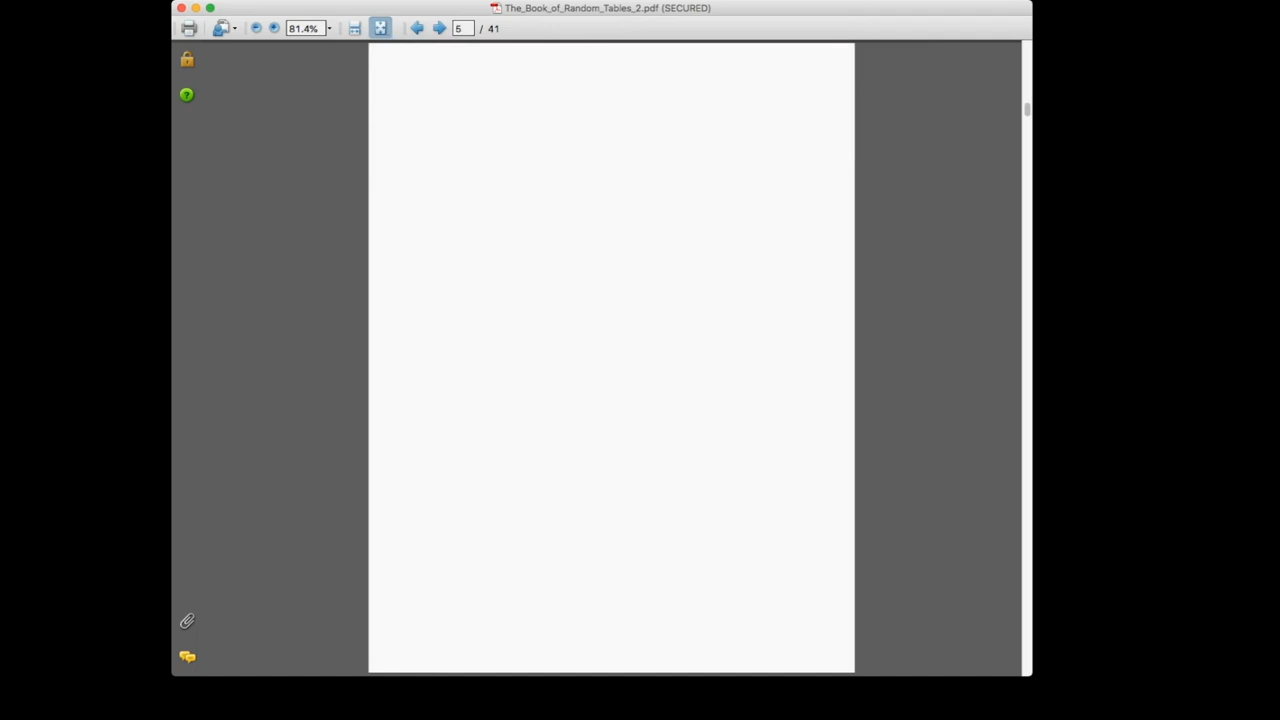 The_Book_of_Random_Tables_2.pdf (SECURED)
81.4%
5 / 41
?